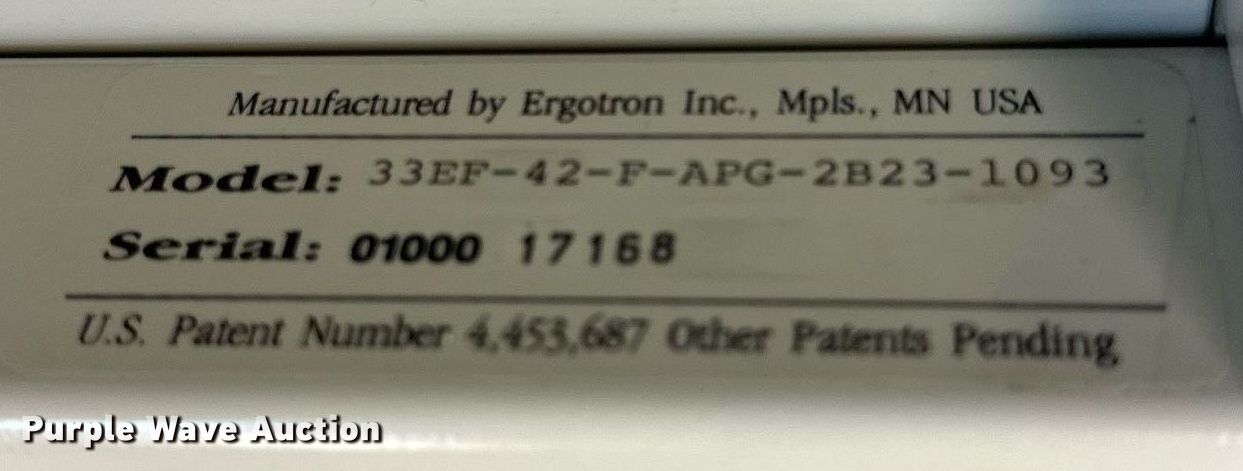 Manufactured by Ergotron Inc., Mpls., MN USA
Model: 33EF-42-F-APG-2B23-1093
Serial: 01000 17168
U.S. Patent Number 4,453,687 Other Patents Pending
Purple Wave Auction